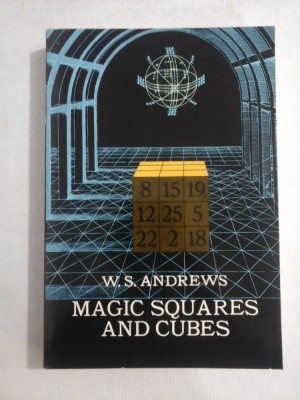 8 15 19
12 25 5
22 2 18
W. S. ANDREWS
MAGIC SQUARES
AND CUBES